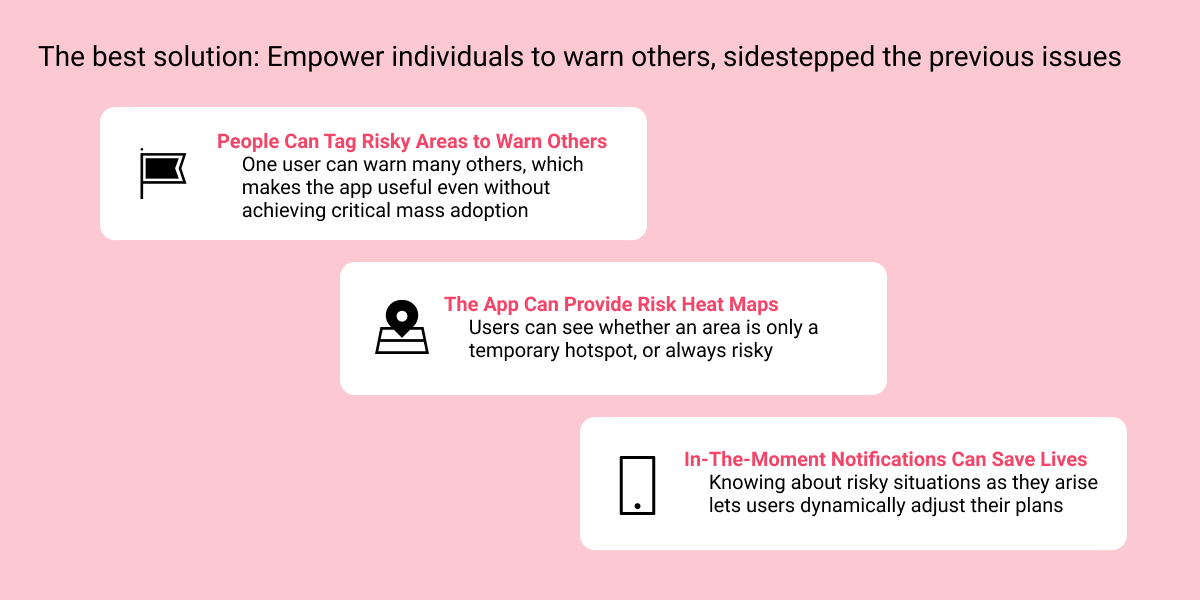 The best solution: Empower individuals to warn others, sidestepped the previous issues
People Can Tag Risky Areas to Warn Others
One user can warn many others, which
makes the app useful even without
achieving critical mass adoption
The App Can Provide Risk Heat Maps
Users can see whether an area is only a
temporary hotspot, or always risky
In-The-Moment Notifications Can Save Lives
Knowing about risky situations as they arise
lets users dynamically adjust their plans